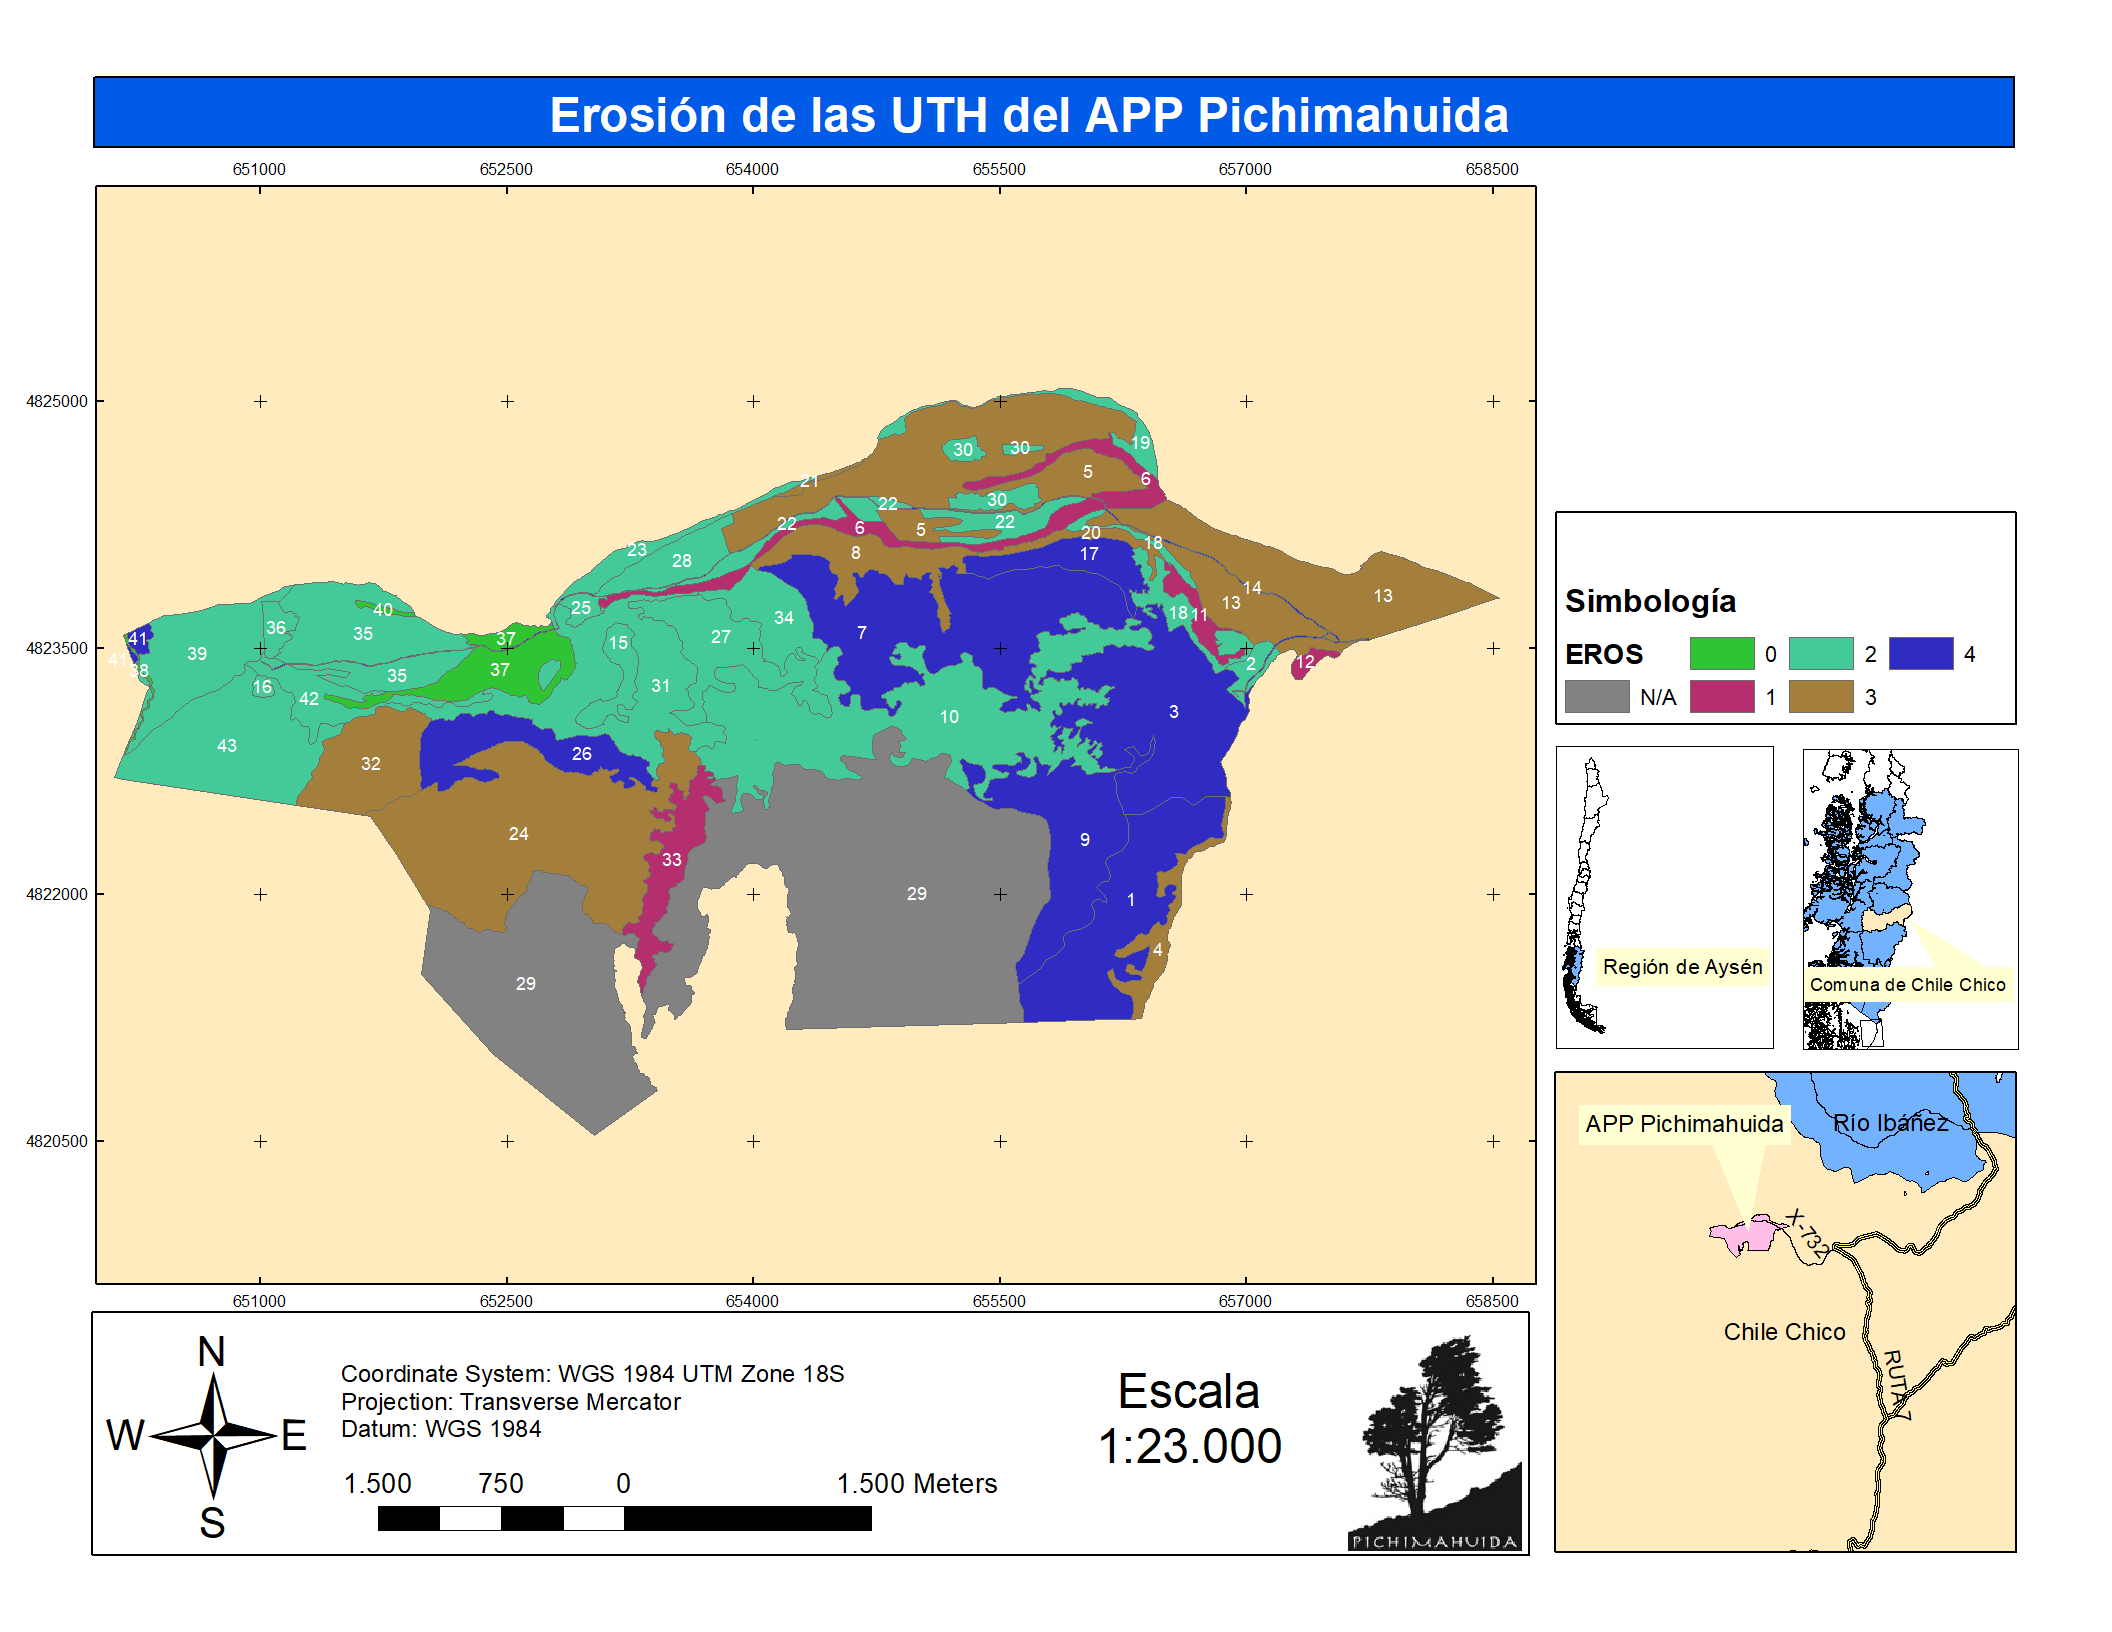 Erosión de las UTH del APP Pichimahuida
651000 652500 654000 655500 657000 658500
4825000
19
30 30
5
21 6
22 30
22 22
6 5
20
23 18
8 17
28
14
13 13
25
40 18 11
34
36 35 7
41 37 15 27
4823500
39
41 12
2
38 35 37
16 31
42
10 3
43
26
32
24
9
33
4822000
29
1
4
29
4820500
651000 652500 654000 655500 657000 658500
Simbología
EROS 0 2 4
N/A 1 3
Región de Aysén
Comuna de Chile Chico
APP Pichimahuida
Río Ibáñez
X-732
Chile Chico
RUTA 7
N
W E
S
Coordinate System: WGS 1984 UTM Zone 18S
Projection: Transverse Mercator
Datum: WGS 1984
1.500 750 0 1.500 Meters
Escala
1:23.000
PICHIMAHUIDA